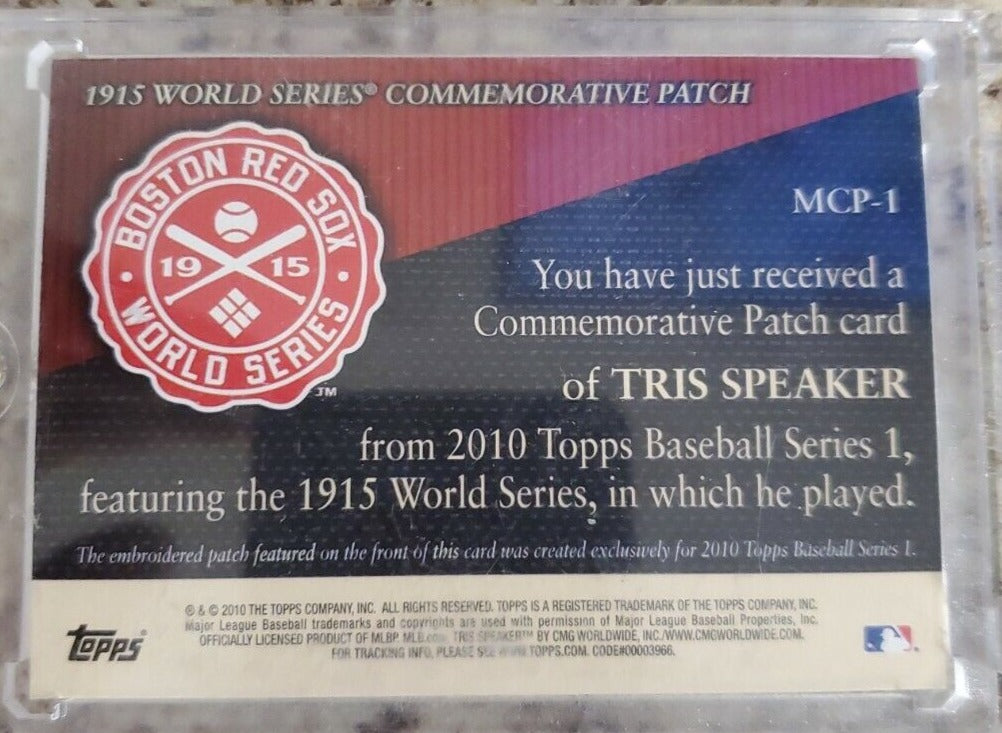 1915 WORLD SERIES® COMMEMORATIVE PATCH
BOSTON RED SOX
19 15
WORLD SERIES
TM
MCP-1
You have just received a
Commemorative Patch card
of TRIS SPEAKER
from 2010 Topps Baseball Series 1,
featuring the 1915 World Series, in which he played.
The embroidered patch featured on the front of this card was created exclusively for 2010 Topps Baseball Series 1.
topps®
® & © 2010 THE TOPPS COMPANY, INC. ALL RIGHTS RESERVED. TOPPS IS A REGISTERED TRADEMARK OF THE TOPPS COMPANY, INC.
Major League Baseball trademarks and copyrights are used with permission of Major League Baseball Properties, Inc.
OFFICIALLY LICENSED PRODUCT OF MLBP. MLB.com TRIS SPEAKER™ BY CMG WORLDWIDE, INC./WWW.CMGWORLDWIDE.COM.
FOR TRACKING INFO, PLEASE SEE WWW.TOPPS.COM. CODE#00003966.